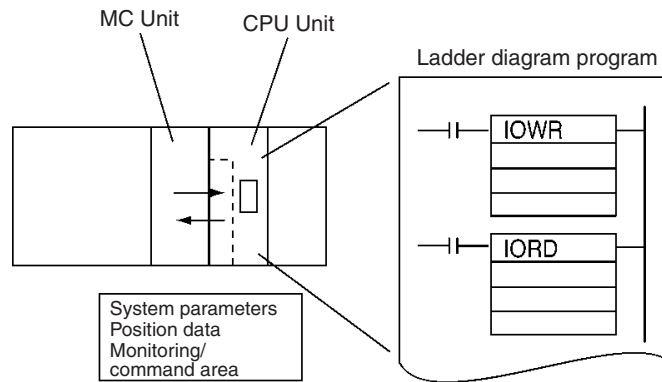 MC Unit
CPU Unit
Ladder diagram program
IOWR
IORD
System parameters
Position data
Monitoring/
command area